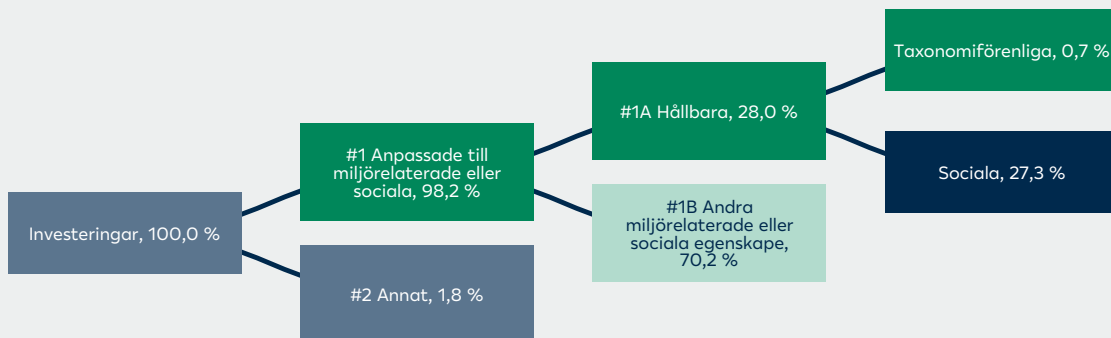 Investeringar, 100,0 %
#1 Anpassade till
miljörelaterade eller
sociala, 98,2 %
#2 Annat, 1,8 %
#1A Hållbara, 28,0 %
#1B Andra
miljörelaterade eller
sociala egenskape,
70,2 %
Taxonomiförenliga, 0,7 %
Sociala, 27,3 %